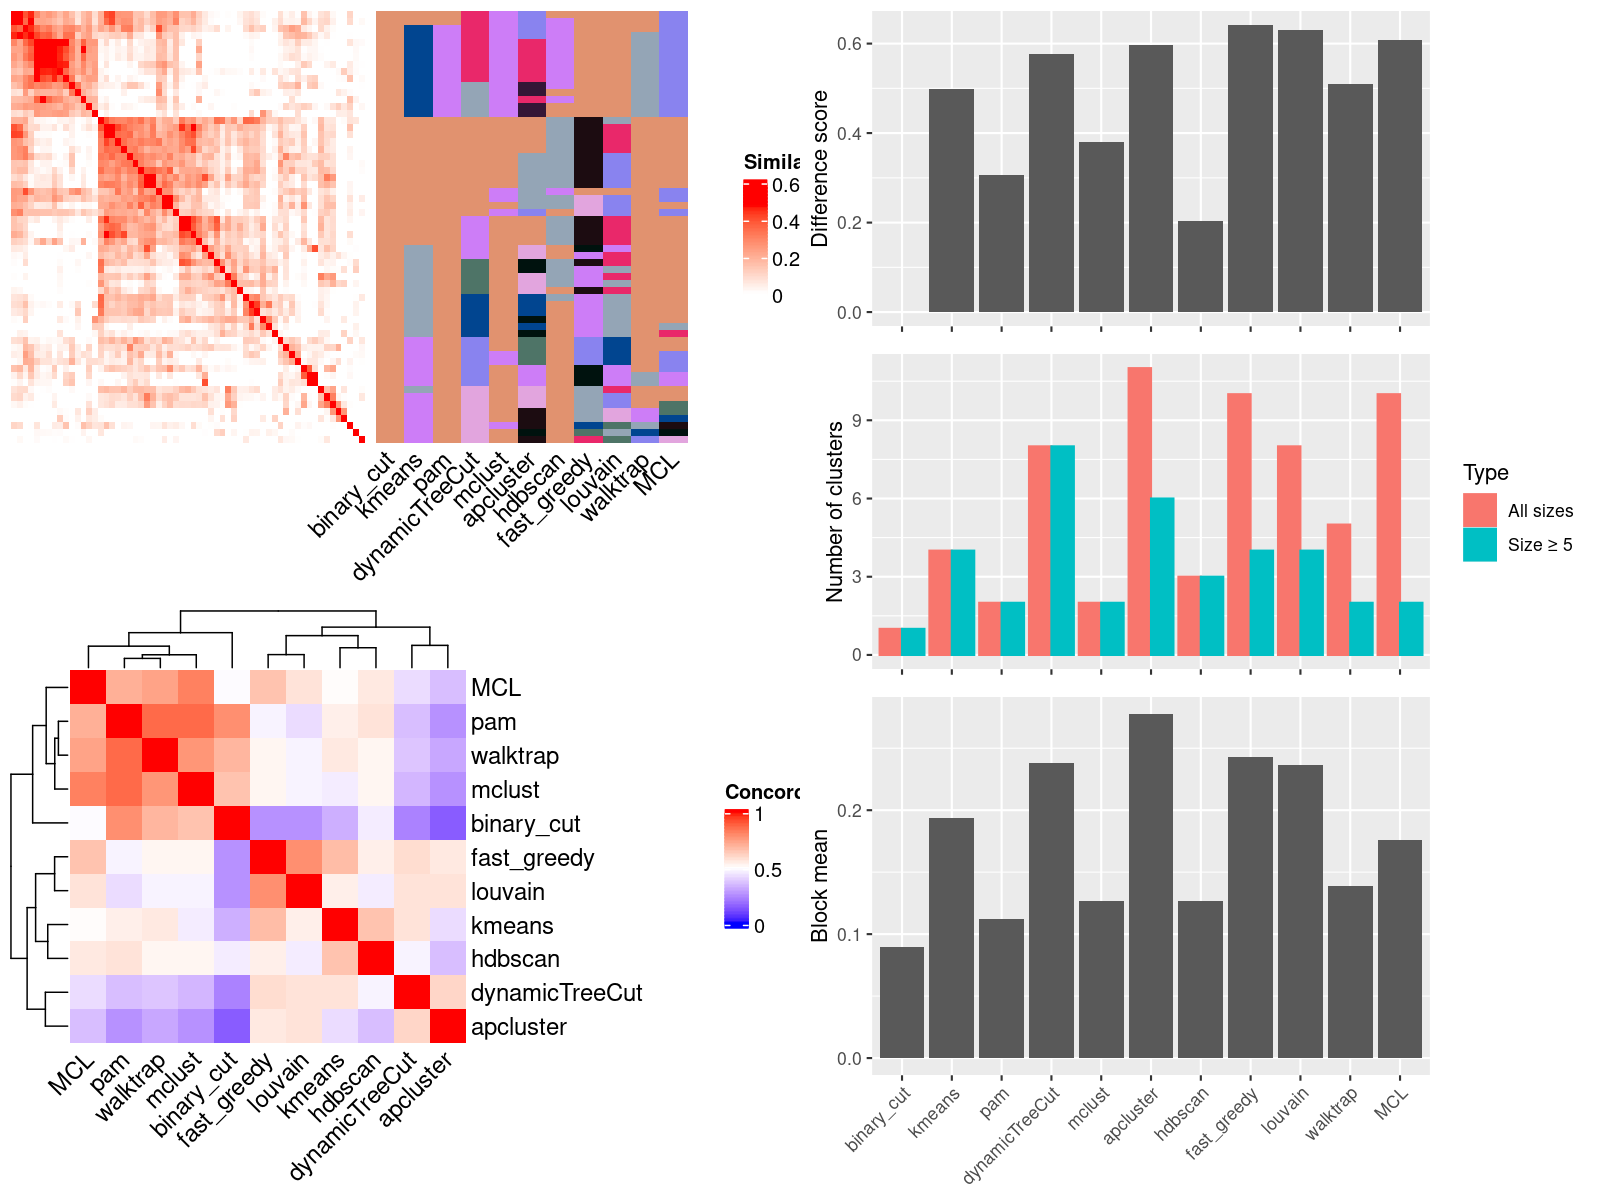 Simila
0.6
0.4
0.2
0
binary_cut
kmeans
pam
dynamicTreeCut
mclust
apcluster
hdbscan
fast_greedy
louvain
walktrap
MCL
Difference score
0.6
0.4
0.2
0.0
Number of clusters
9
6
3
0
Type
All sizes
Size ≥ 5
MCL
pam
walktrap
mclust
binary_cut
fast_greedy
louvain
kmeans
hdbscan
dynamicTreeCut
apcluster
MCL
pam
walktrap
mclust
binary_cut
fast_greedy
louvain
kmeans
hdbscan
dynamicTreeCut
apcluster
Concord
1
0.5
0
Block mean
0.2
0.1
0.0
binary_cut
kmeans
pam
dynamicTreeCut
mclust
apcluster
hdbscan
fast_greedy
louvain
walktrap
MCL